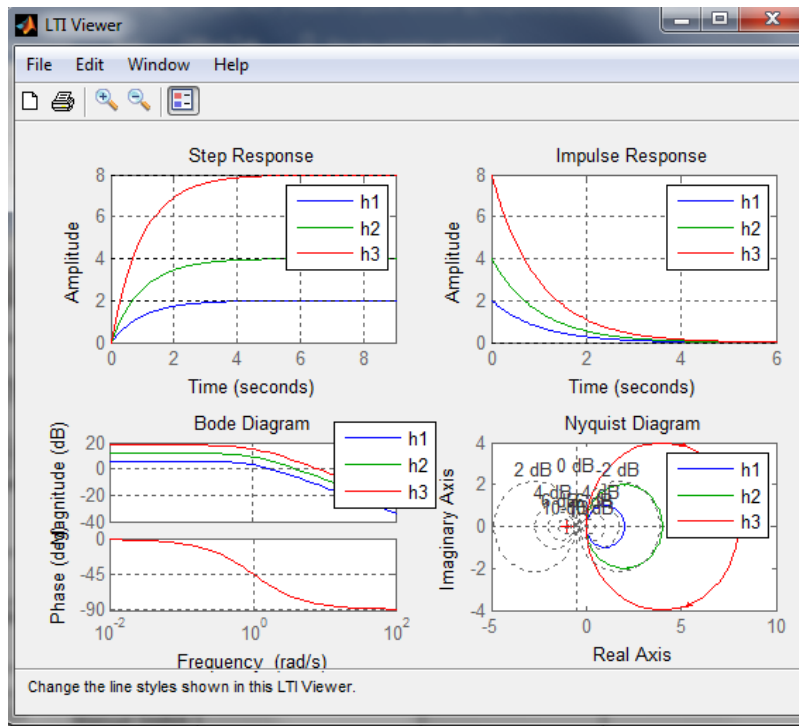 LTI Viewer
File Edit Window Help
Step Response
Amplitude
8
6
4
2
0
0 2 4 6 8
Time (seconds)
h1
h2
h3
Impulse Response
Amplitude
8
6
4
2
0
0 2 4 6
Time (seconds)
h1
h2
h3
Bode Diagram
Magnitude (dB)
20
0
-20
-40
Phase (deg)
0
-45
-90
10^-2 10^0 10^2
Frequency (rad/s)
h1
h2
h3
Nyquist Diagram
Imaginary Axis
4
2
0
-2
-4
2 dB 0 dB -2 dB
-5 0 5 10
Real Axis
h1
h2
h3
Change the line styles shown in this LTI Viewer.